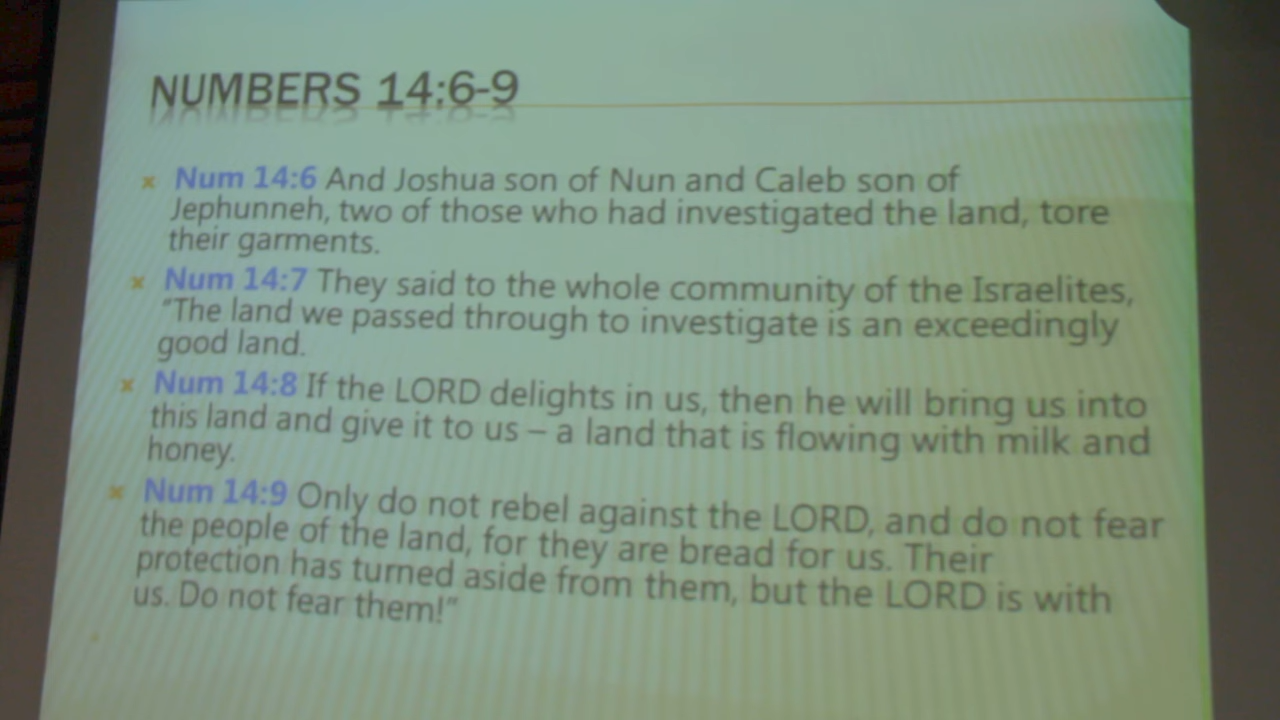 NUMBERS 14:6-9
Num 14:6 And Joshua son of Nun and Caleb son of
Jephunneh, two of those who had investigated the land, tore
their garments.
Num 14:7 They said to the whole community of the Israelites,
"The land we passed through to investigate is an exceedingly
good land.
Num 14:8 If the LORD delights in us, then he will bring us into
this land and give it to us – a land that is flowing with milk and
honey.
Num 14:9 Only do not rebel against the LORD, and do not fear
the people of the land, for they are bread for us. Their
protection has turned aside from them, but the LORD is with
us. Do not fear them!"